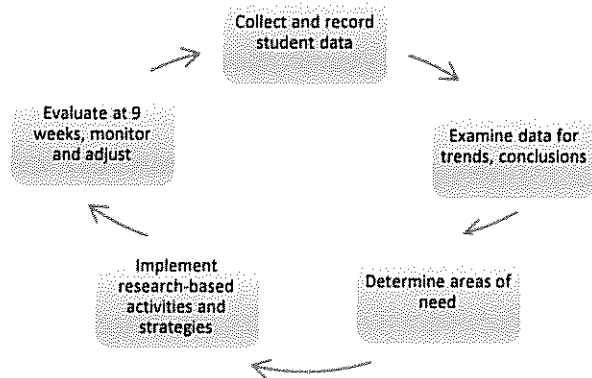 Collect and record
student data
Examine data for
trends, conclusions
Determine areas of
need
Implement
research-based
activities and
strategies
Evaluate at 9
weeks, monitor
and adjust